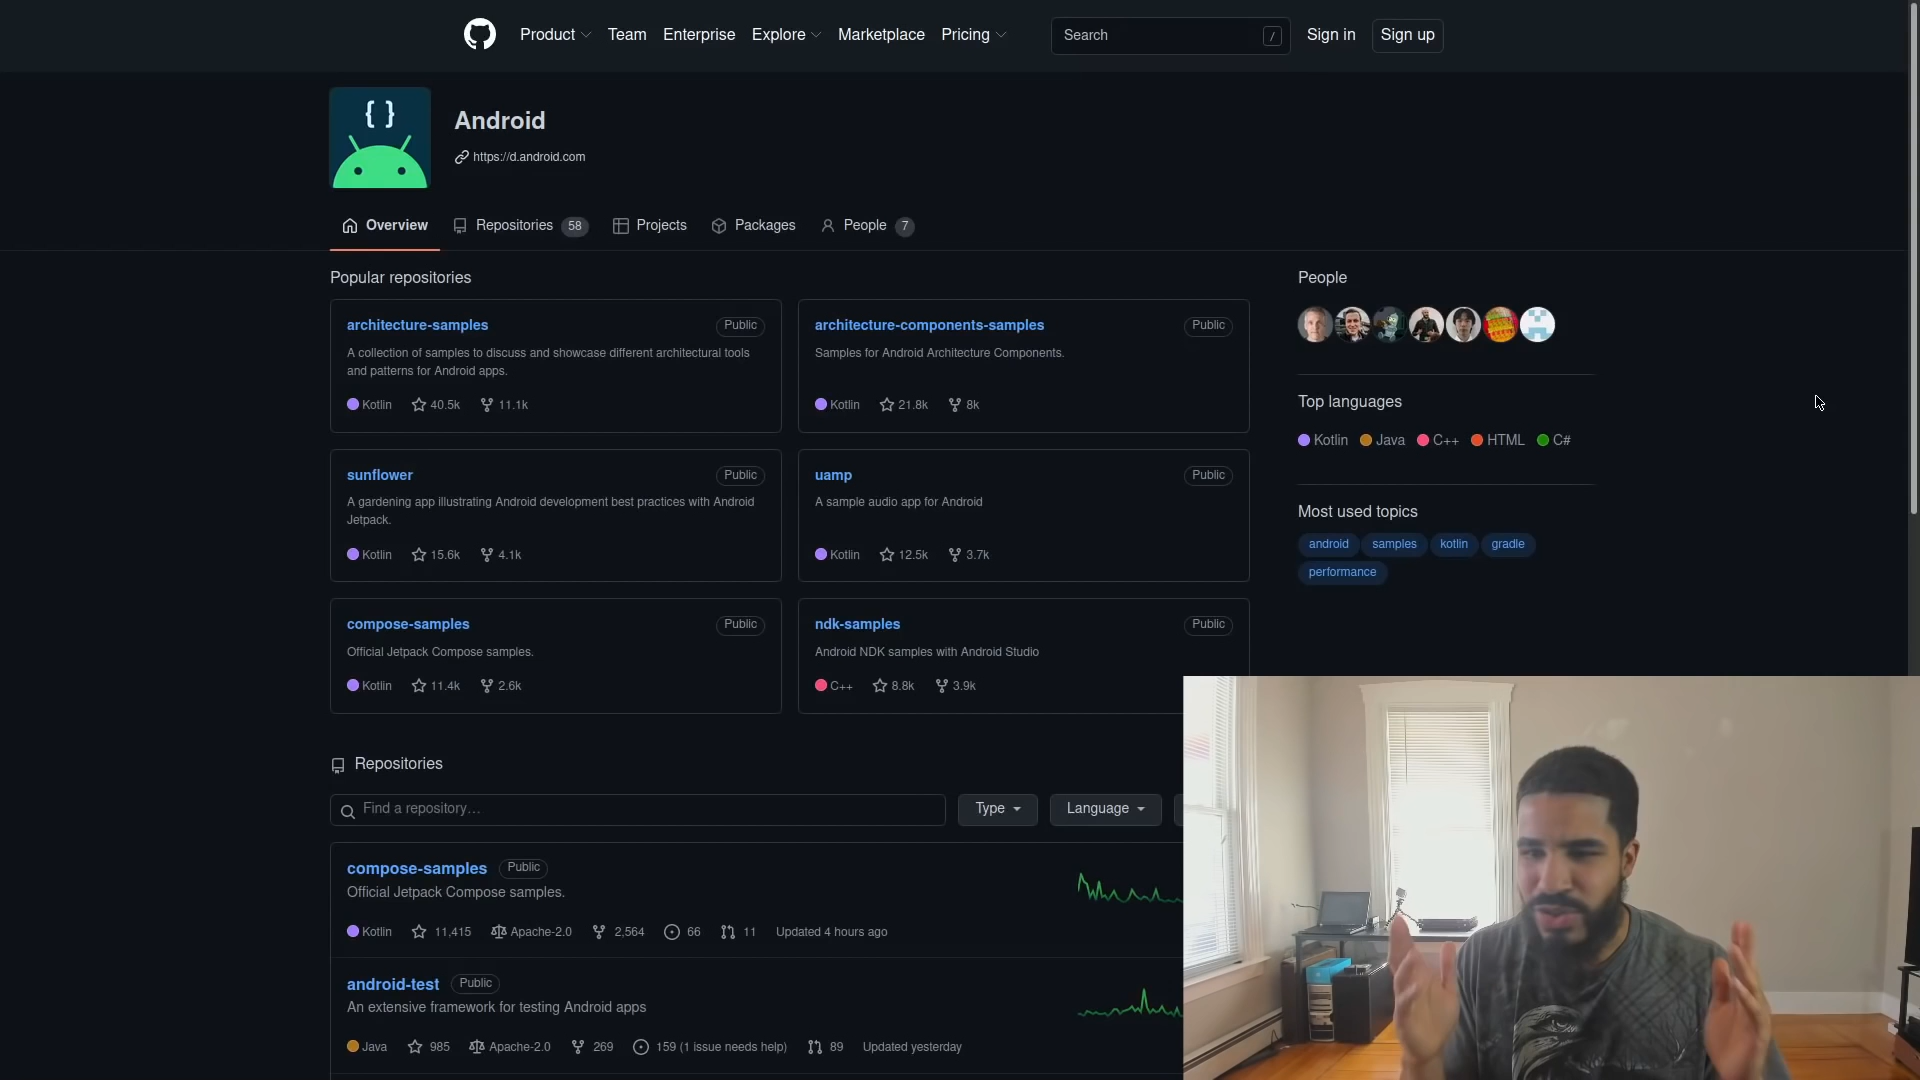 Product Team Enterprise Explore Marketplace Pricing Search / Sign in Sign up
{ }
Android
https://d.android.com
Overview Repositories 58 Projects Packages People 7
Popular repositories
architecture-samples Public
A collection of samples to discuss and showcase different architectural tools
and patterns for Android apps.
Kotlin 40.5k 11.1k
architecture-components-samples Public
Samples for Android Architecture Components.
Kotlin 21.8k 8k
sunflower Public
A gardening app illustrating Android development best practices with Android
Jetpack.
Kotlin 15.6k 4.1k
uamp Public
A sample audio app for Android
Kotlin 12.5k 3.7k
compose-samples Public
Official Jetpack Compose samples.
Kotlin 11.4k 2.6k
ndk-samples Public
Android NDK samples with Android Studio
C++ 8.8k 3.9k
Repositories
Find a repository… Type Language
compose-samples Public
Official Jetpack Compose samples.
Kotlin 11,415 Apache-2.0 2,564 66 11 Updated 4 hours ago
android-test Public
An extensive framework for testing Android apps
Java 985 Apache-2.0 269 159 (1 issue needs help) 89 Updated yesterday
People
Top languages
Kotlin Java C++ HTML C#
Most used topics
android samples kotlin gradle
performance